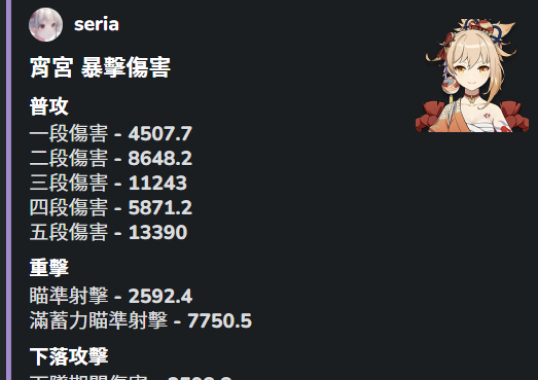 seria
宵宮 暴擊傷害
普攻
一段傷害 - 4507.7
二段傷害 - 8648.2
三段傷害 - 11243
四段傷害 - 5871.2
五段傷害 - 13390
重擊
瞄準射擊 - 2592.4
滿蓄力瞄準射擊 - 7750.5
下落攻擊